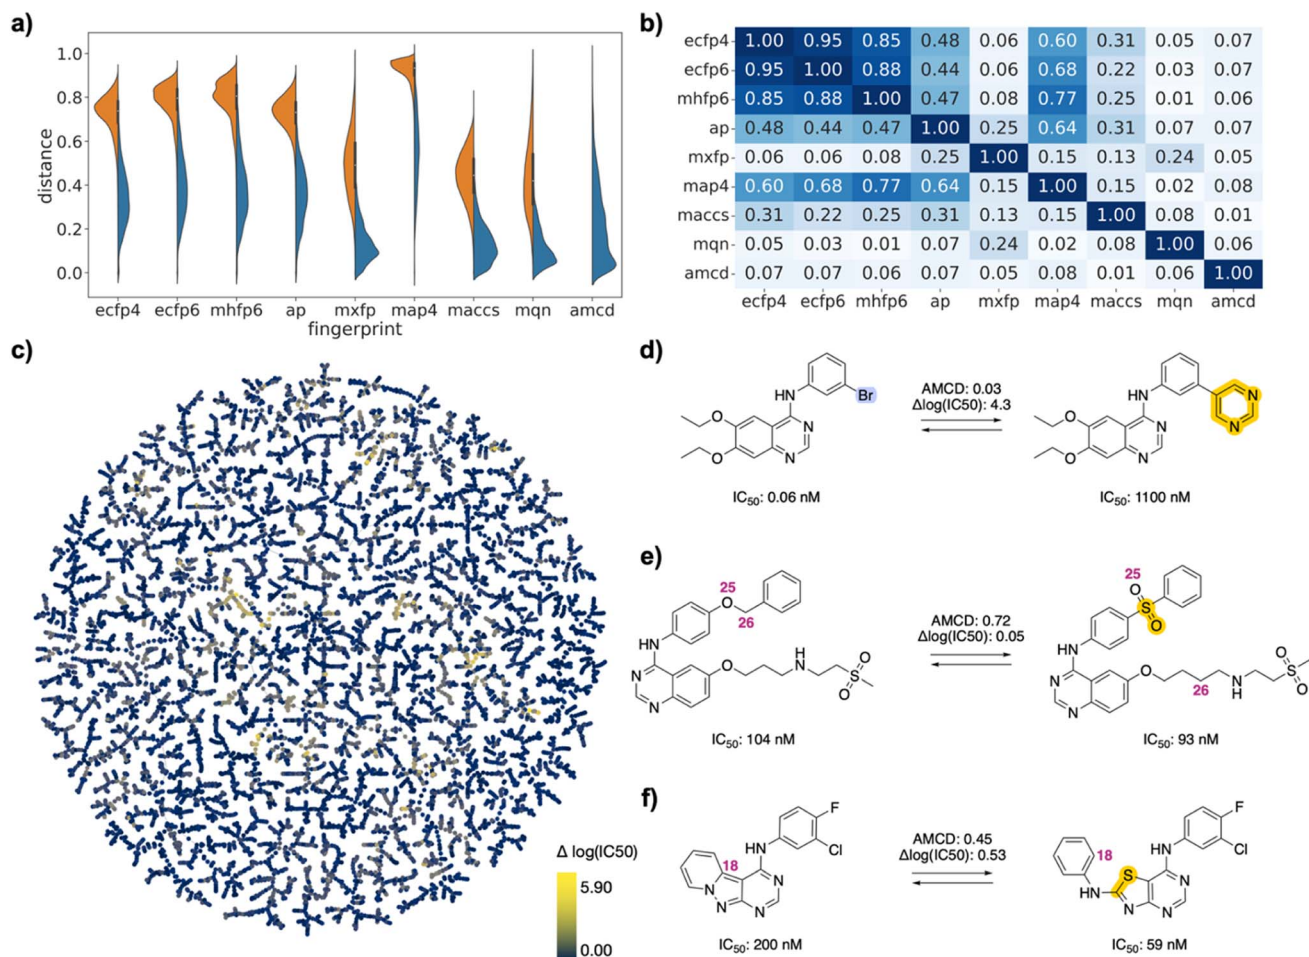 a)
1.0
0.8
0.6
0.4
0.2
0.0
distance
ecfp4 ecfp6 mhfp6 ap mxfp map4 maccs mqn amcd
fingerprint
b)
ecfp4 1.00 0.95 0.85 0.48 0.06 0.60 0.31 0.05 0.07
ecfp6 0.95 1.00 0.88 0.44 0.06 0.68 0.22 0.03 0.07
mhfp6 0.85 0.88 1.00 0.47 0.08 0.77 0.25 0.01 0.06
ap 0.48 0.44 0.47 1.00 0.25 0.64 0.31 0.07 0.07
mxfp 0.06 0.06 0.08 0.25 1.00 0.15 0.13 0.24 0.05
map4 0.60 0.68 0.77 0.64 0.15 1.00 0.15 0.02 0.08
maccs 0.31 0.22 0.25 0.31 0.13 0.15 1.00 0.08 0.01
mqn 0.05 0.03 0.01 0.07 0.24 0.02 0.08 1.00 0.06
amcd 0.07 0.07 0.06 0.07 0.05 0.08 0.01 0.06 1.00
ecfp4 ecfp6 mhfp6 ap mxfp map4 maccs mqn amcd
c)
Δ log(IC50)
5.90
0.00
d)
HN
Br
O
O
N
N
IC50: 0.06 nM
AMCD: 0.03
Δlog(IC50): 4.3
HN
N
N
O
O
N
N
IC50: 1100 nM
e)
25
O
26
HN
H
N
O
O
S
O
N
N
IC50: 104 nM
AMCD: 0.72
Δlog(IC50): 0.05
25
O
S
O
HN
H
N
O
O
S
O
N
N
26
IC50: 93 nM
f)
F
Cl
HN
18
N
N
N
N
IC50: 200 nM
AMCD: 0.45
Δlog(IC50): 0.53
F
Cl
HN
18
S
HN
N
N
N
IC50: 59 nM